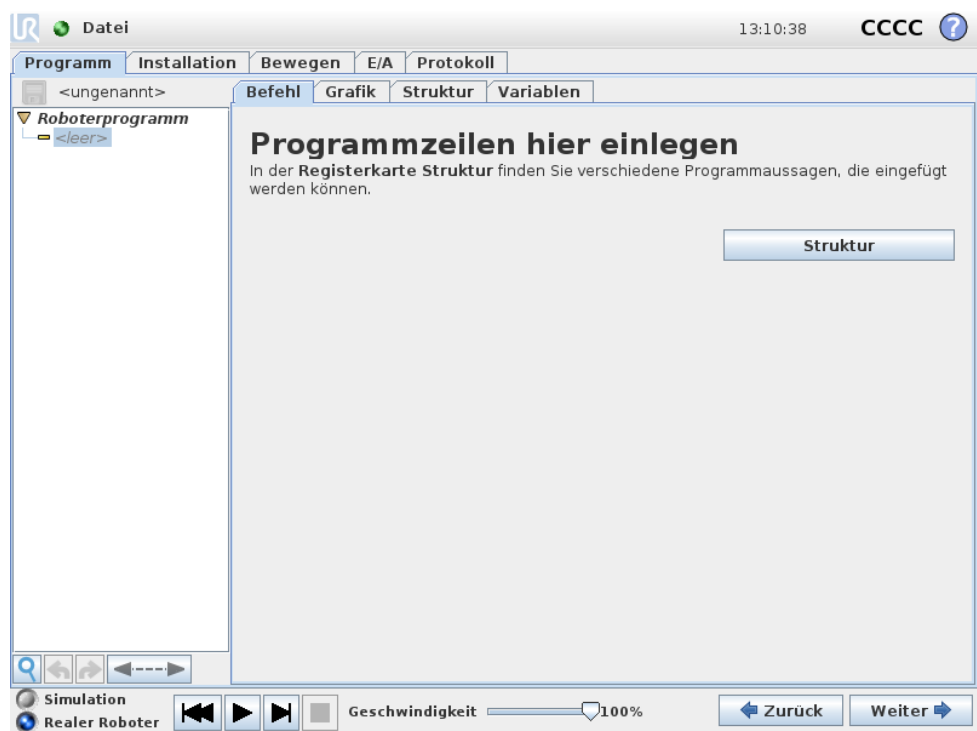 Datei
13:10:38
CCCC
?
Programm Installation Bewegen E/A Protokoll
<ungenannt>
Befehl Grafik Struktur Variablen
Roboterprogramm
<leer>
Programmzeilen hier einlegen
In der Registerkarte Struktur finden Sie verschiedene Programmaussagen, die eingefügt
werden können.
Struktur
Simulation
Realer Roboter
Geschwindigkeit 100%
Zurück
Weiter